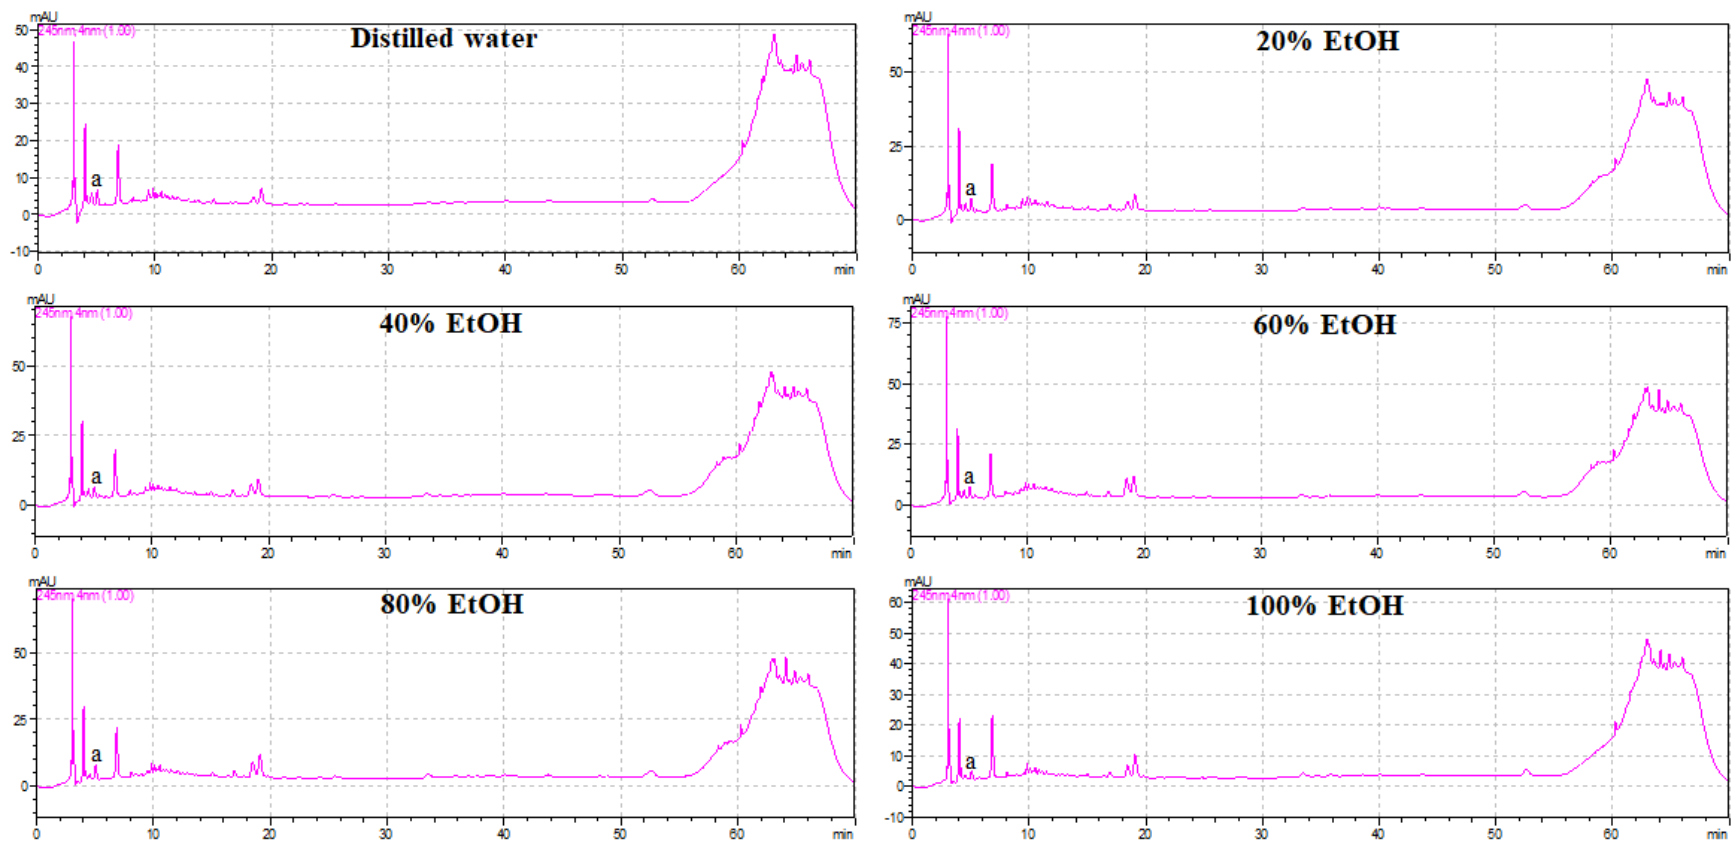 mAU
245nm,4nm (1.00)
Distilled water
50
40
30
20
10
0
-10
a
0 10 20 30 40 50 60 min
mAU
245nm,4nm (1.00)
20% EtOH
50
25
0
a
0 10 20 30 40 50 60 min
mAU
245nm,4nm (1.00)
40% EtOH
50
25
0
a
0 10 20 30 40 50 60 min
mAU
245nm,4nm (1.00)
60% EtOH
75
50
25
0
a
0 10 20 30 40 50 60 min
mAU
245nm,4nm (1.00)
80% EtOH
50
25
0
a
0 10 20 30 40 50 60 min
mAU
245nm,4nm (1.00)
100% EtOH
60
50
40
30
20
10
0
-10
a
0 10 20 30 40 50 60 min